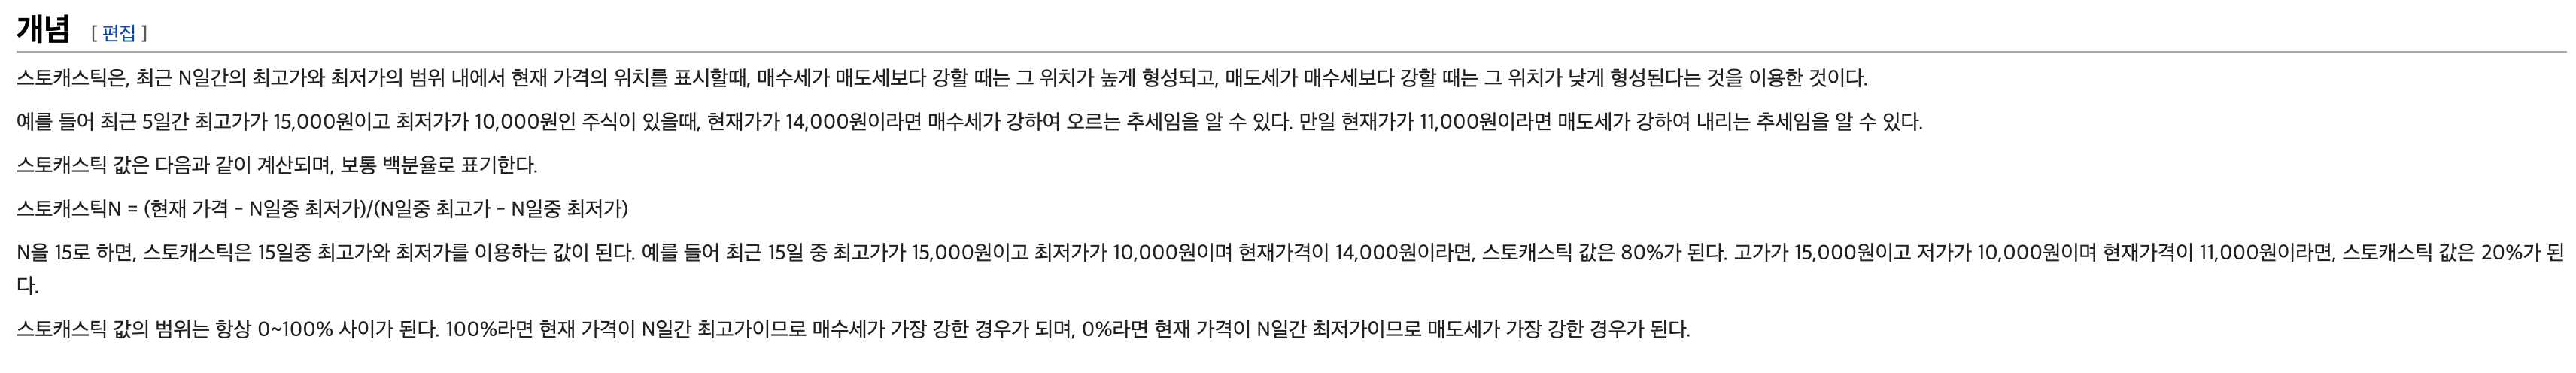 개념 [ 편집 ]
스토캐스틱은, 최근 N일간의 최고가와 최저가의 범위 내에서 현재 가격의 위치를 표시할때, 매수세가 매도세보다 강할 때는 그 위치가 높게 형성되고, 매도세가 매수세보다 강할 때는 그 위치가 낮게 형성된다는 것을 이용한 것이다.
예를 들어 최근 5일간 최고가가 15,000원이고 최저가가 10,000원인 주식이 있을때, 현재가가 14,000원이라면 매수세가 강하여 오르는 추세임을 알 수 있다. 만일 현재가가 11,000원이라면 매도세가 강하여 내리는 추세임을 알 수 있다.
스토캐스틱 값은 다음과 같이 계산되며, 보통 백분율로 표기한다.
스토캐스틱N = (현재 가격 - N일중 최저가)/(N일중 최고가 - N일중 최저가)
N을 15로 하면, 스토캐스틱은 15일중 최고가와 최저가를 이용하는 값이 된다. 예를 들어 최근 15일 중 최고가가 15,000원이고 최저가가 10,000원이며 현재가격이 14,000원이라면, 스토캐스틱 값은 80%가 된다. 고가가 15,000원이고 저가가 10,000원이며 현재가격이 11,000원이라면, 스토캐스틱 값은 20%가 된
다.
스토캐스틱 값의 범위는 항상 0~100% 사이가 된다. 100%라면 현재 가격이 N일간 최고가이므로 매수세가 가장 강한 경우가 되며, 0%라면 현재 가격이 N일간 최저가이므로 매도세가 가장 강한 경우가 된다.